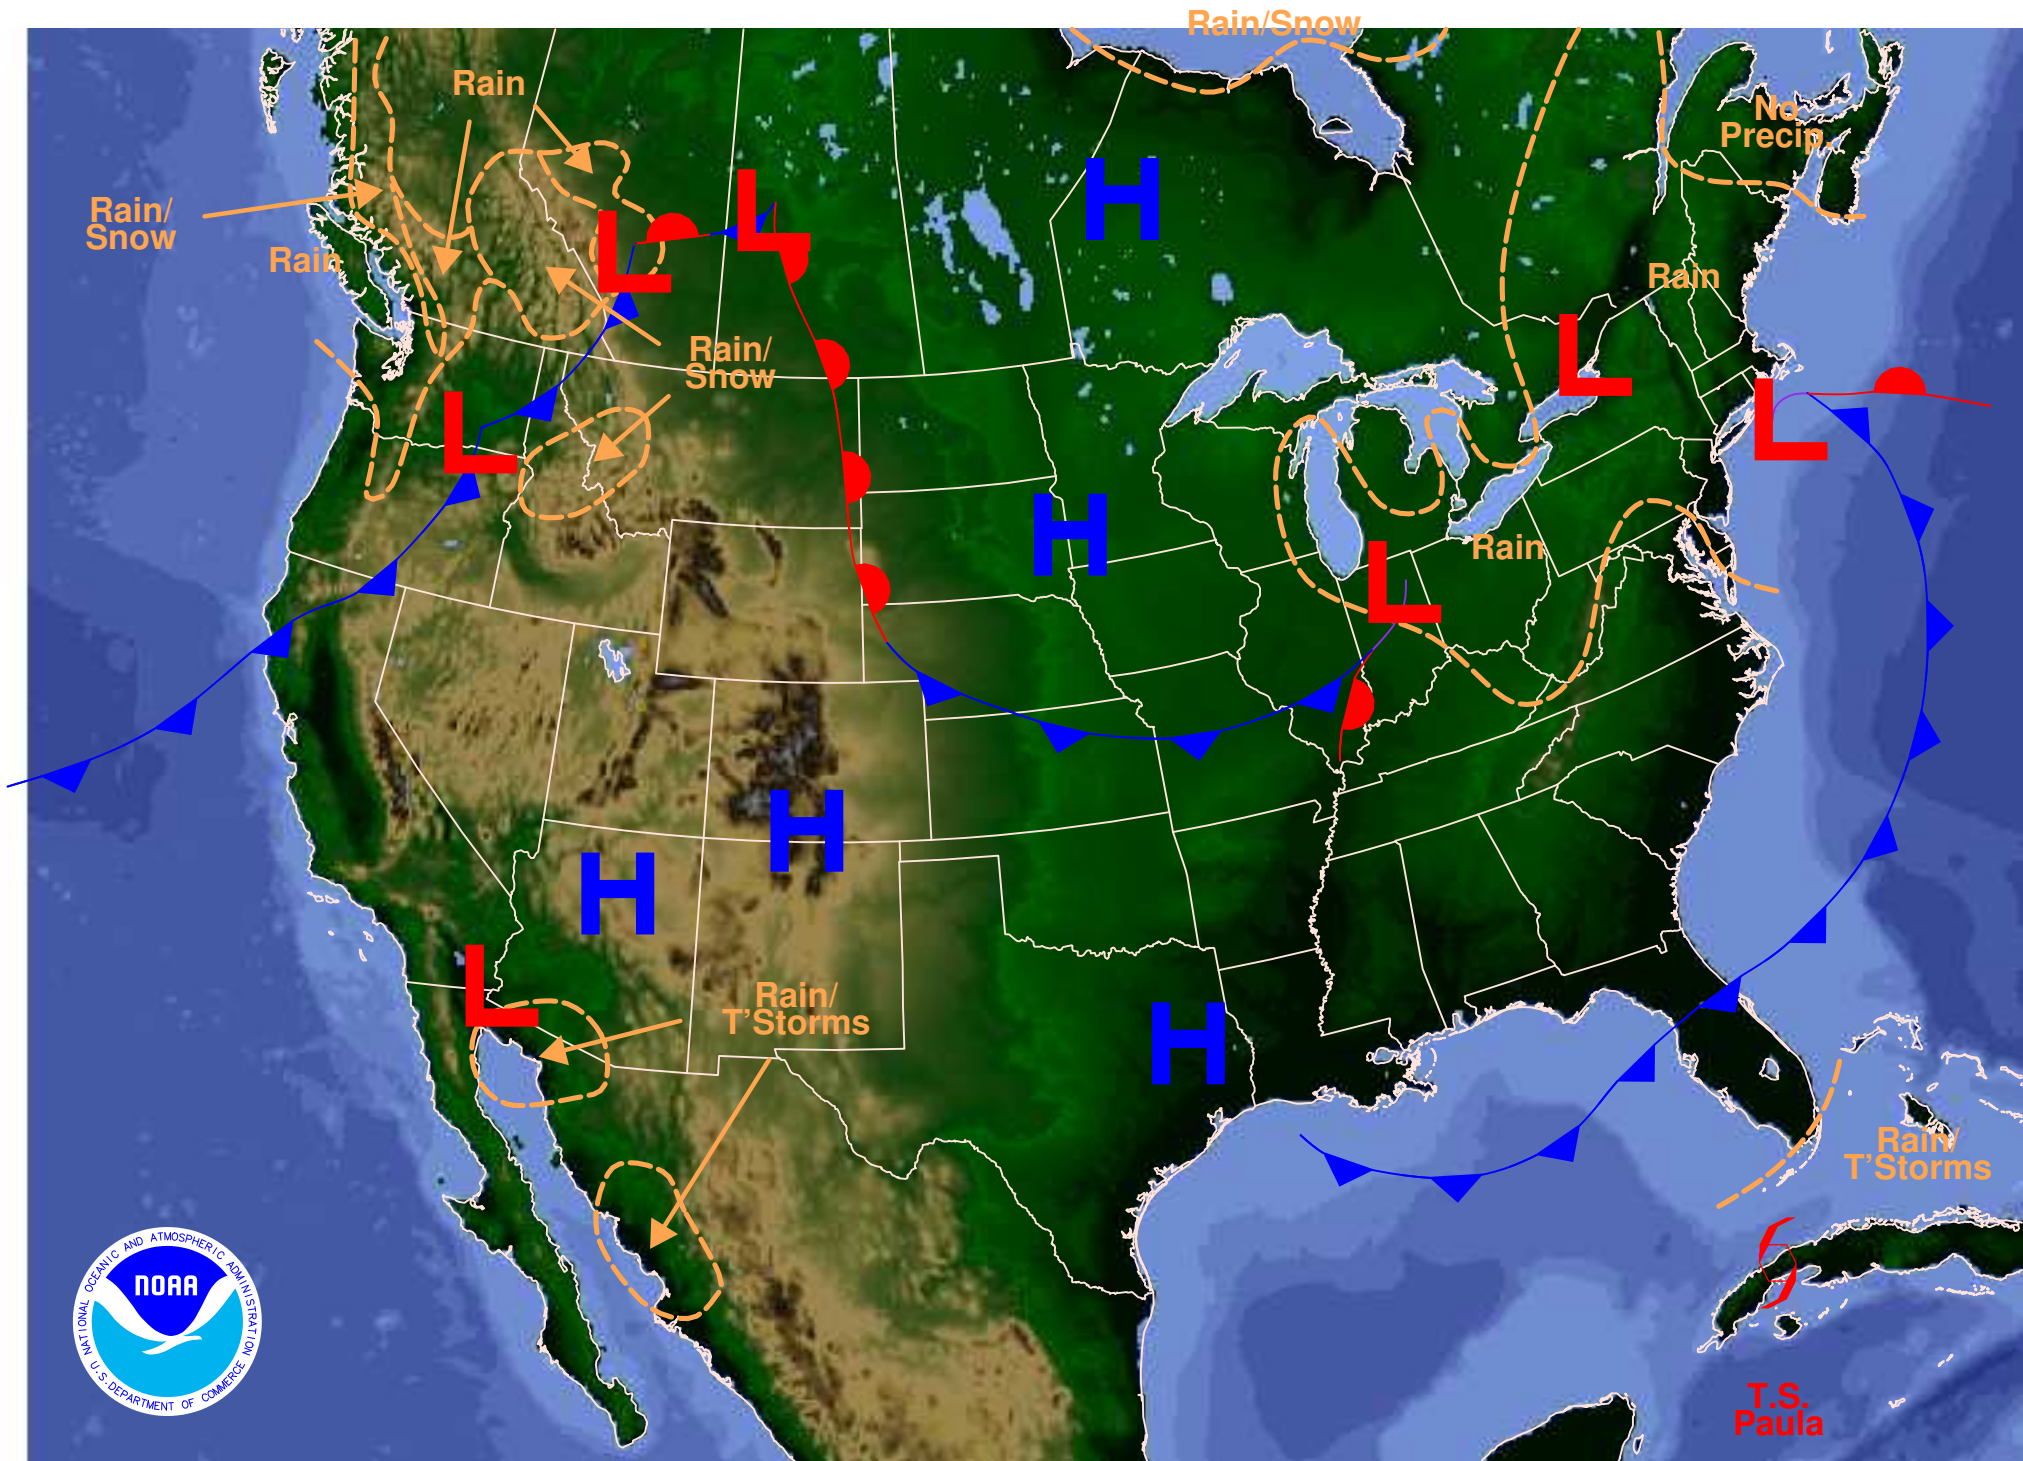 Rain/Snow
Rain
No
Precip.
Rain/
Snow
Rain
Rain
Rain/
Snow
Rain
Rain/
T'Storms
Rain/
T'Storms
T.S.
Paula
L
L
H
L
L
L
H
L
H
H
L
H
NATIONAL OCEANIC AND ATMOSPHERIC ADMINISTRATION
NOAA
U.S. DEPARTMENT OF COMMERCE